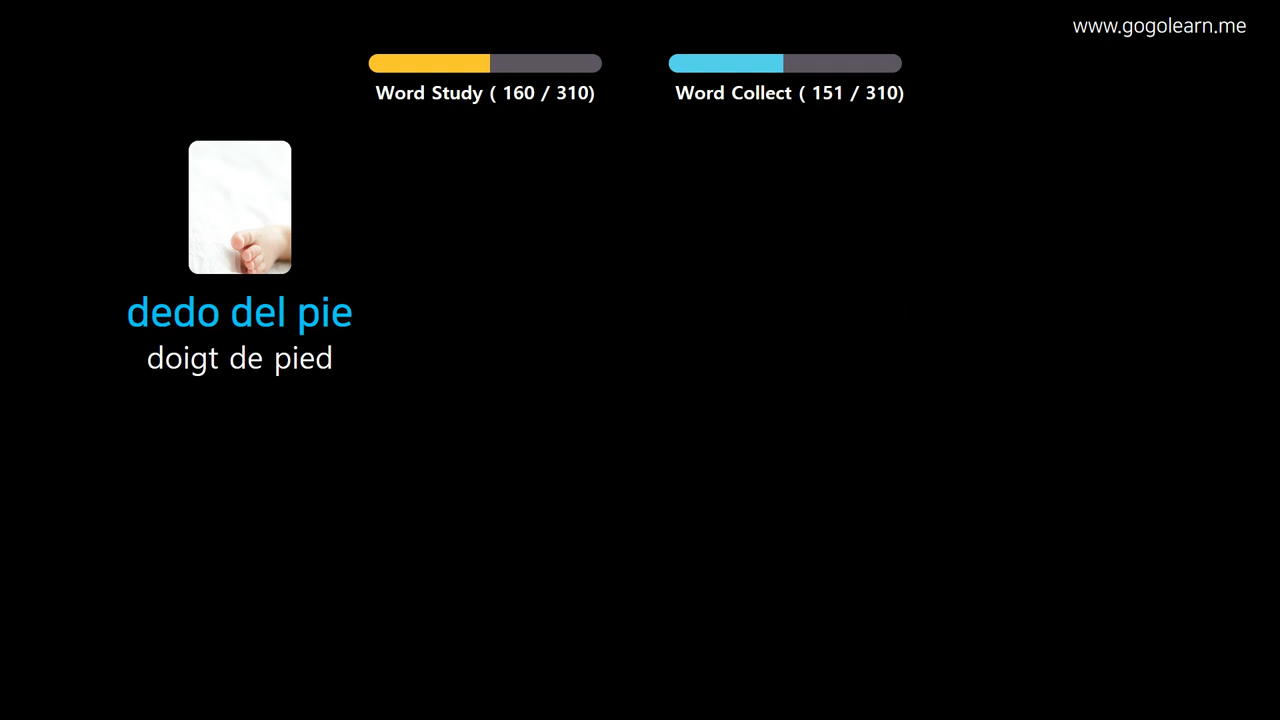 www.gogolearn.me
Word Study ( 160 / 310)
Word Collect ( 151 / 310)
dedo del pie
doigt de pied